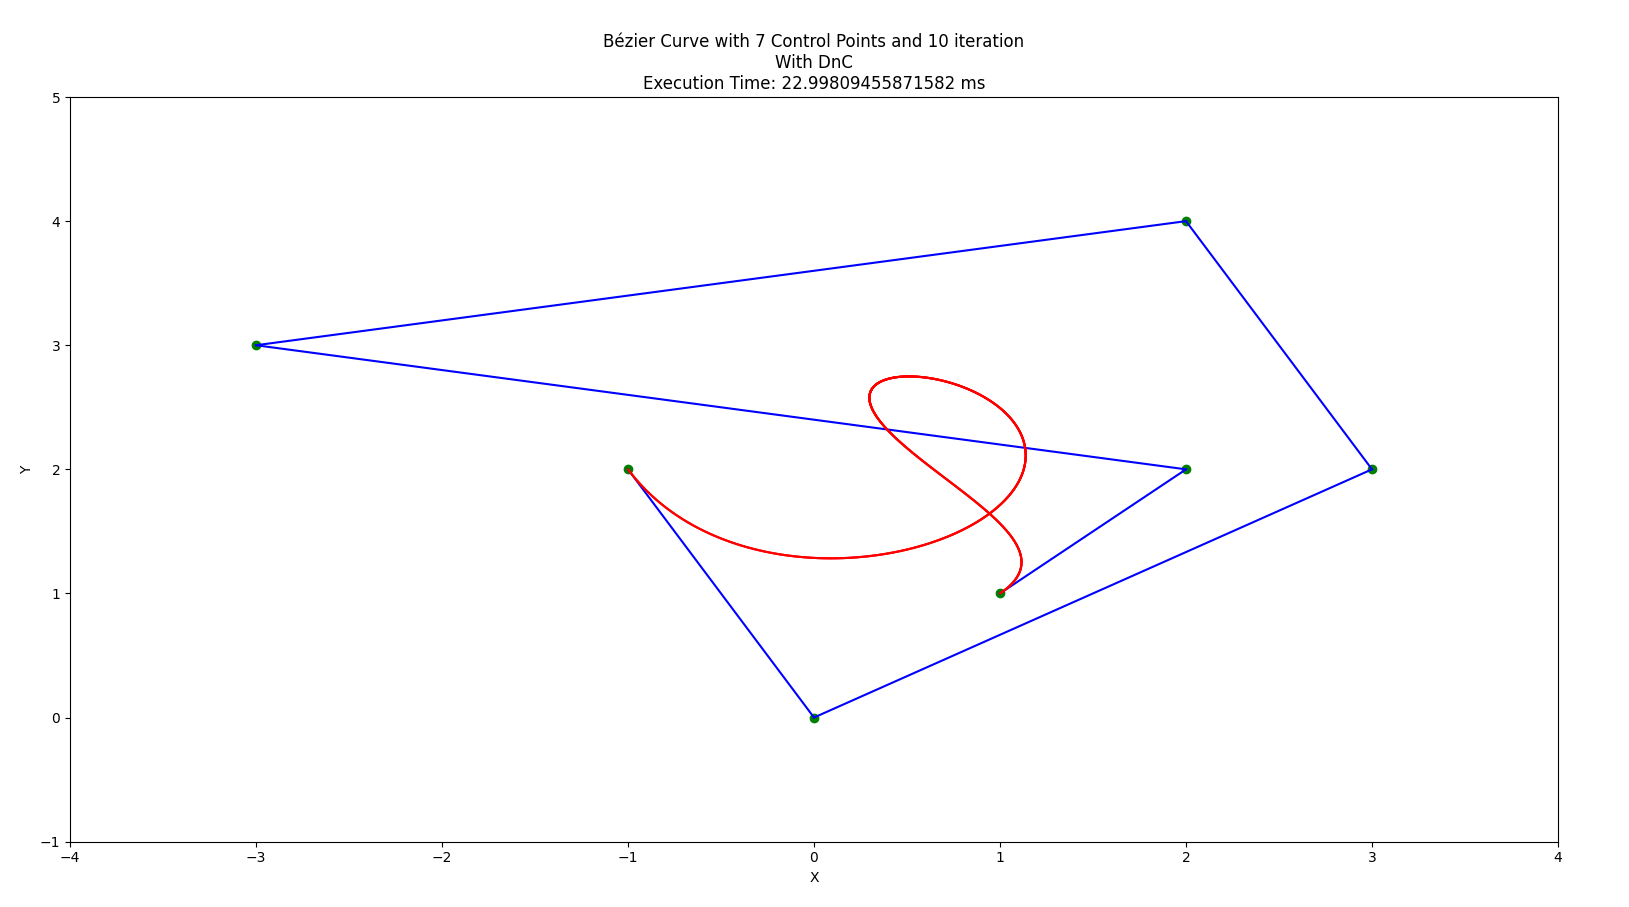 Bézier Curve with 7 Control Points and 10 iteration
With DnC
Execution Time: 22.99809455871582 ms
5
4
3
2
1
0
−1
−4 −3 −2 −1 0 1 2 3 4
X
Y